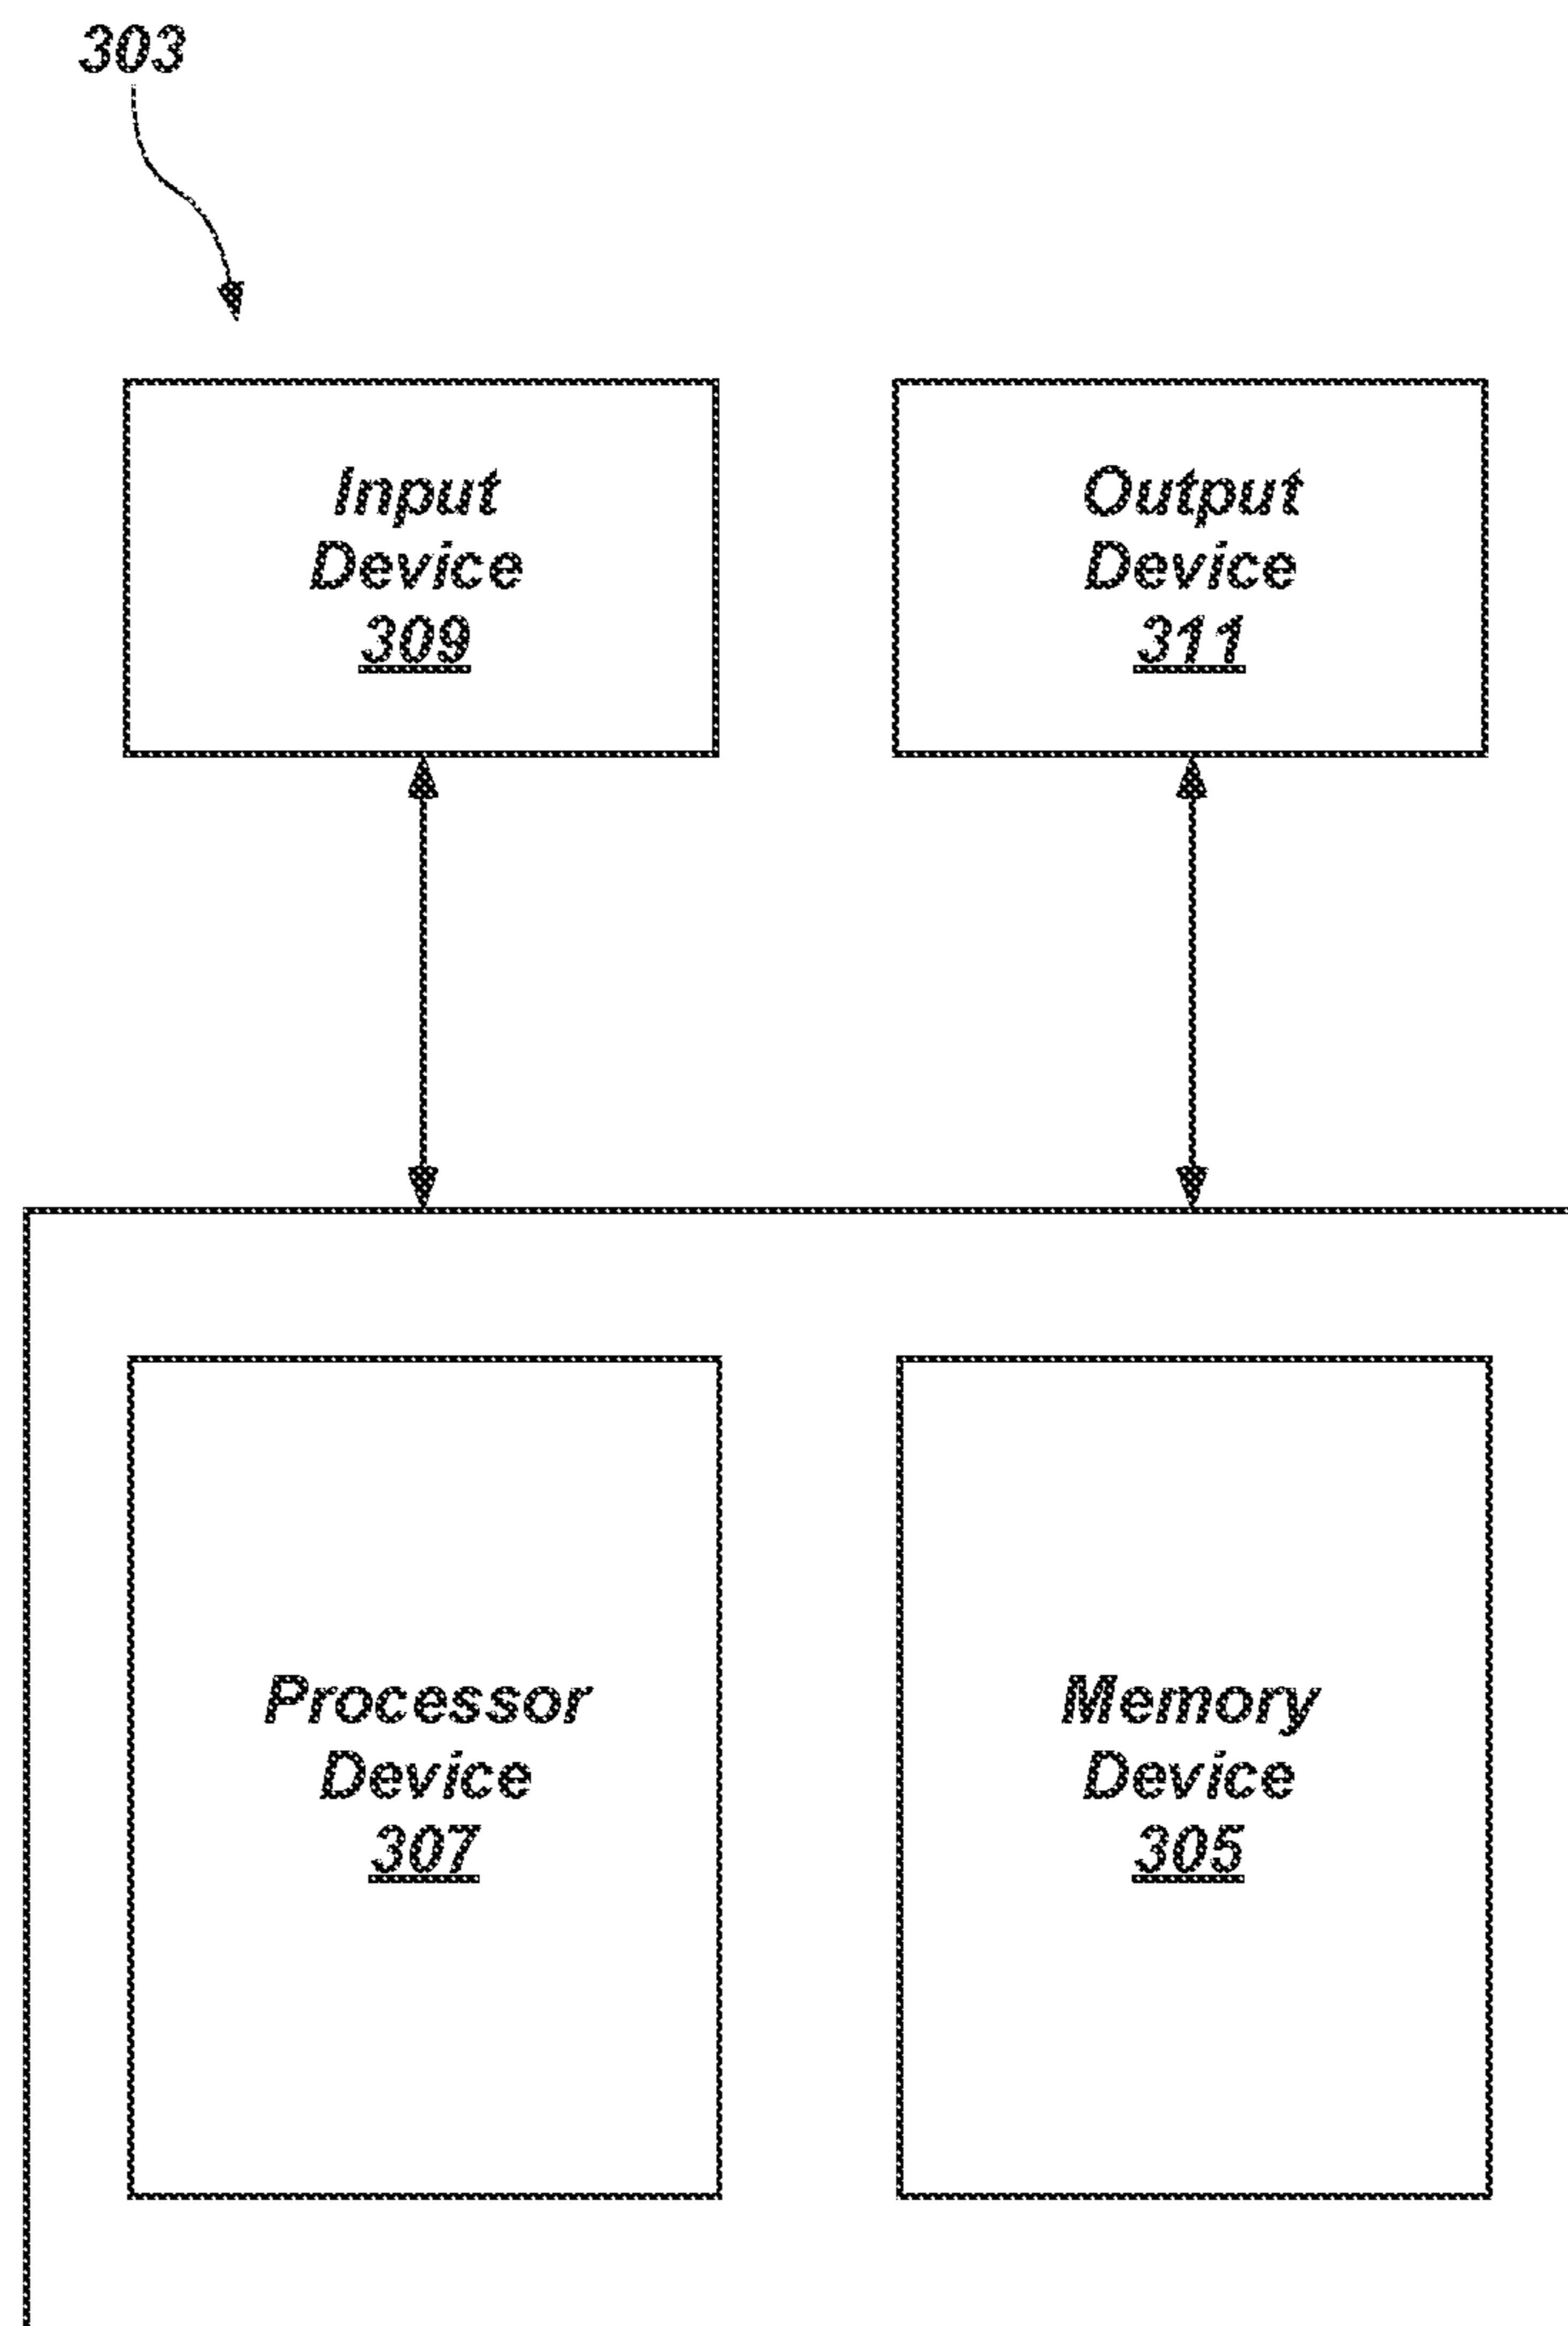 303
Input
Device
309
Output
Device
311
Processor
Device
307
Memory
Device
305